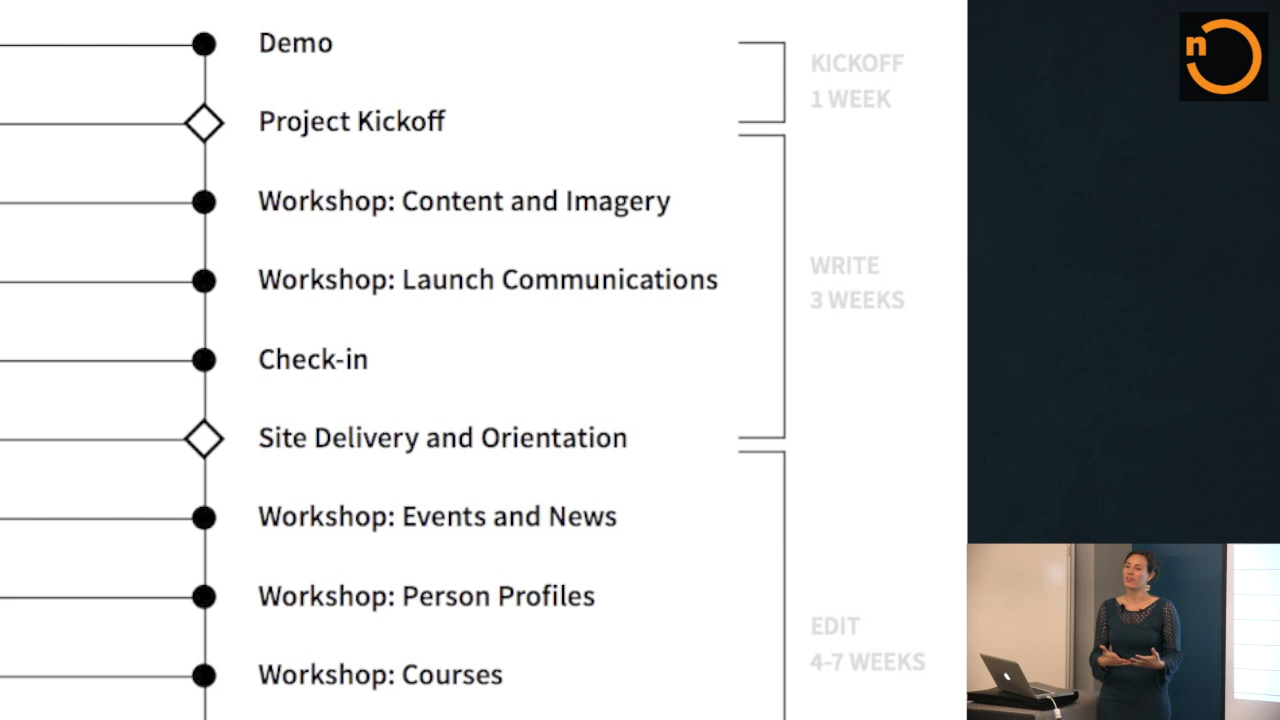 Demo
KICKOFF
1 WEEK
Project Kickoff
Workshop: Content and Imagery
Workshop: Launch Communications
WRITE
3 WEEKS
Check-in
Site Delivery and Orientation
Workshop: Events and News
Workshop: Person Profiles
EDIT
4-7 WEEKS
Workshop: Courses
n